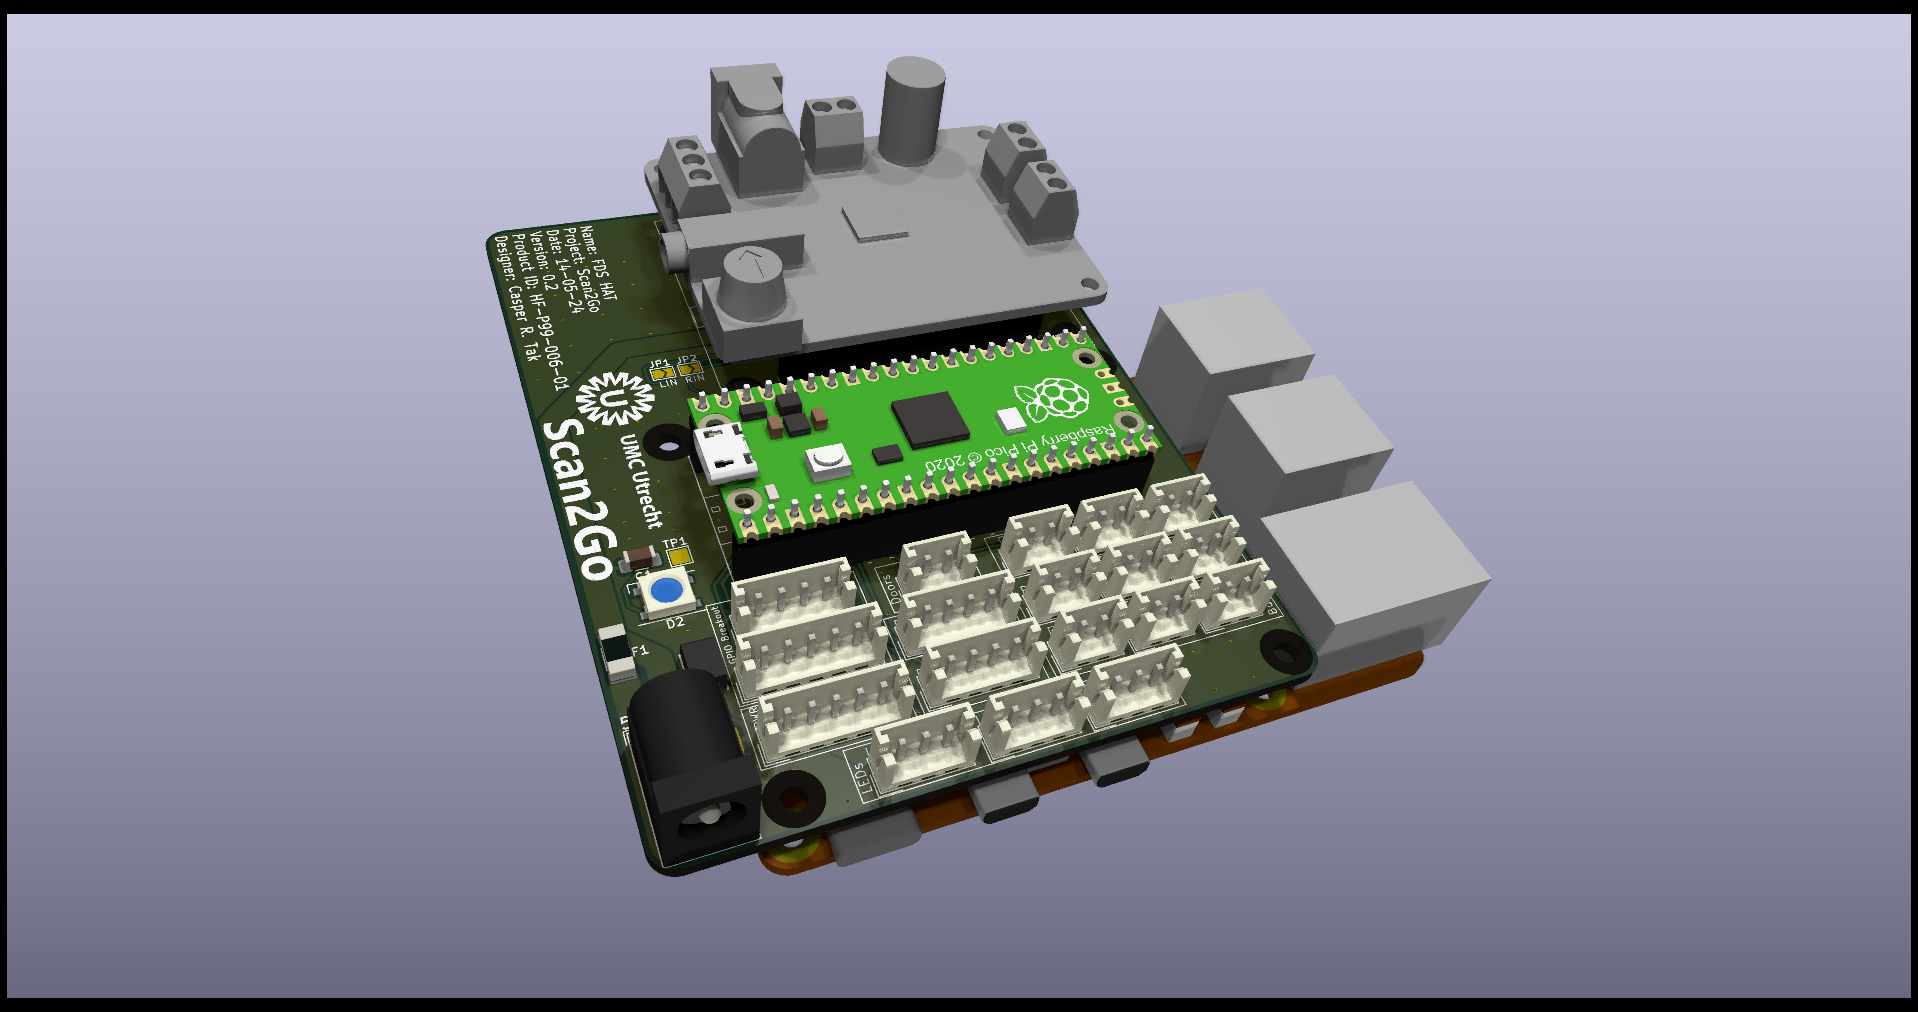 Name: FDS HAT
Project: Scan2Go
Date: 14-05-24
Version: 0.2
Product ID: HF-P99-006-01
Designer: Casper R. Tak
JP1
JP2
LIN
RIN
U
UMC Utrecht
Scan2Go
Raspberry Pi Pico © 2020
TP1
D2
F1
GPIO Breakout
Doors
LEDs